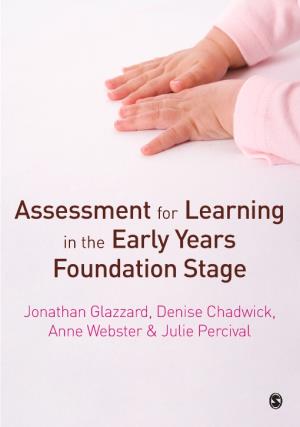 Assessment for Learning
in the Early Years
Foundation Stage
Jonathan Glazzard, Denise Chadwick,
Anne Webster & Julie Percival